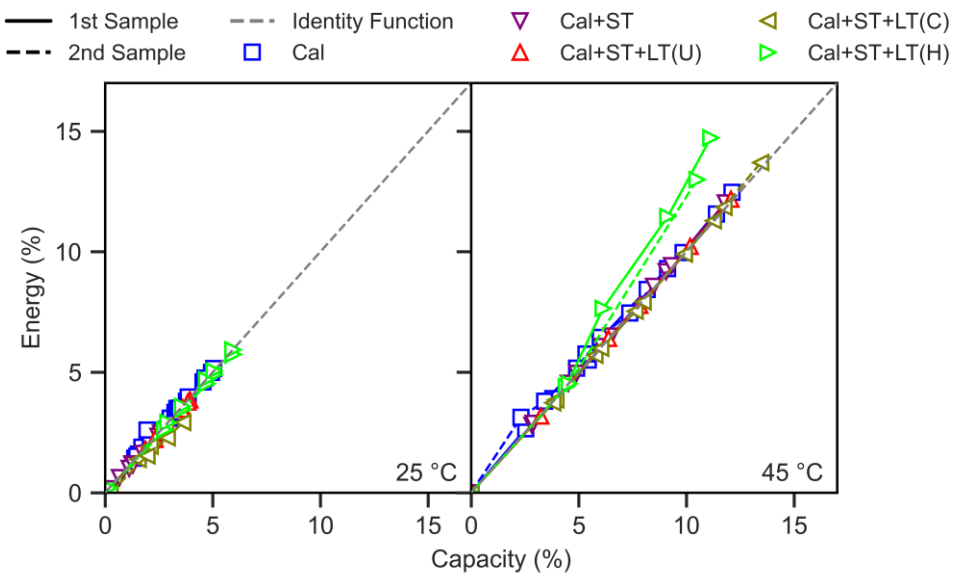 1st Sample
Identity Function
Cal+ST
Cal+ST+LT(C)
2nd Sample
Cal
Cal+ST+LT(U)
Cal+ST+LT(H)
15
10
5
0
Energy (%)
25 °C
45 °C
0
5
10
15
0
5
10
15
Capacity (%)